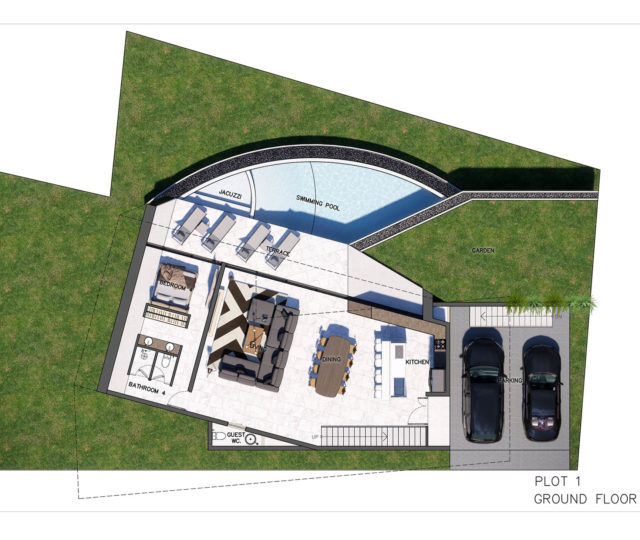 JACUZZI
SWIMMING POOL
TERRACE
GARDEN
BEDROOM
LIVING
DINING
KITCHEN
PARKING
BATHROOM 4
GUEST
WC.
UP
PLOT 1
GROUND FLOOR